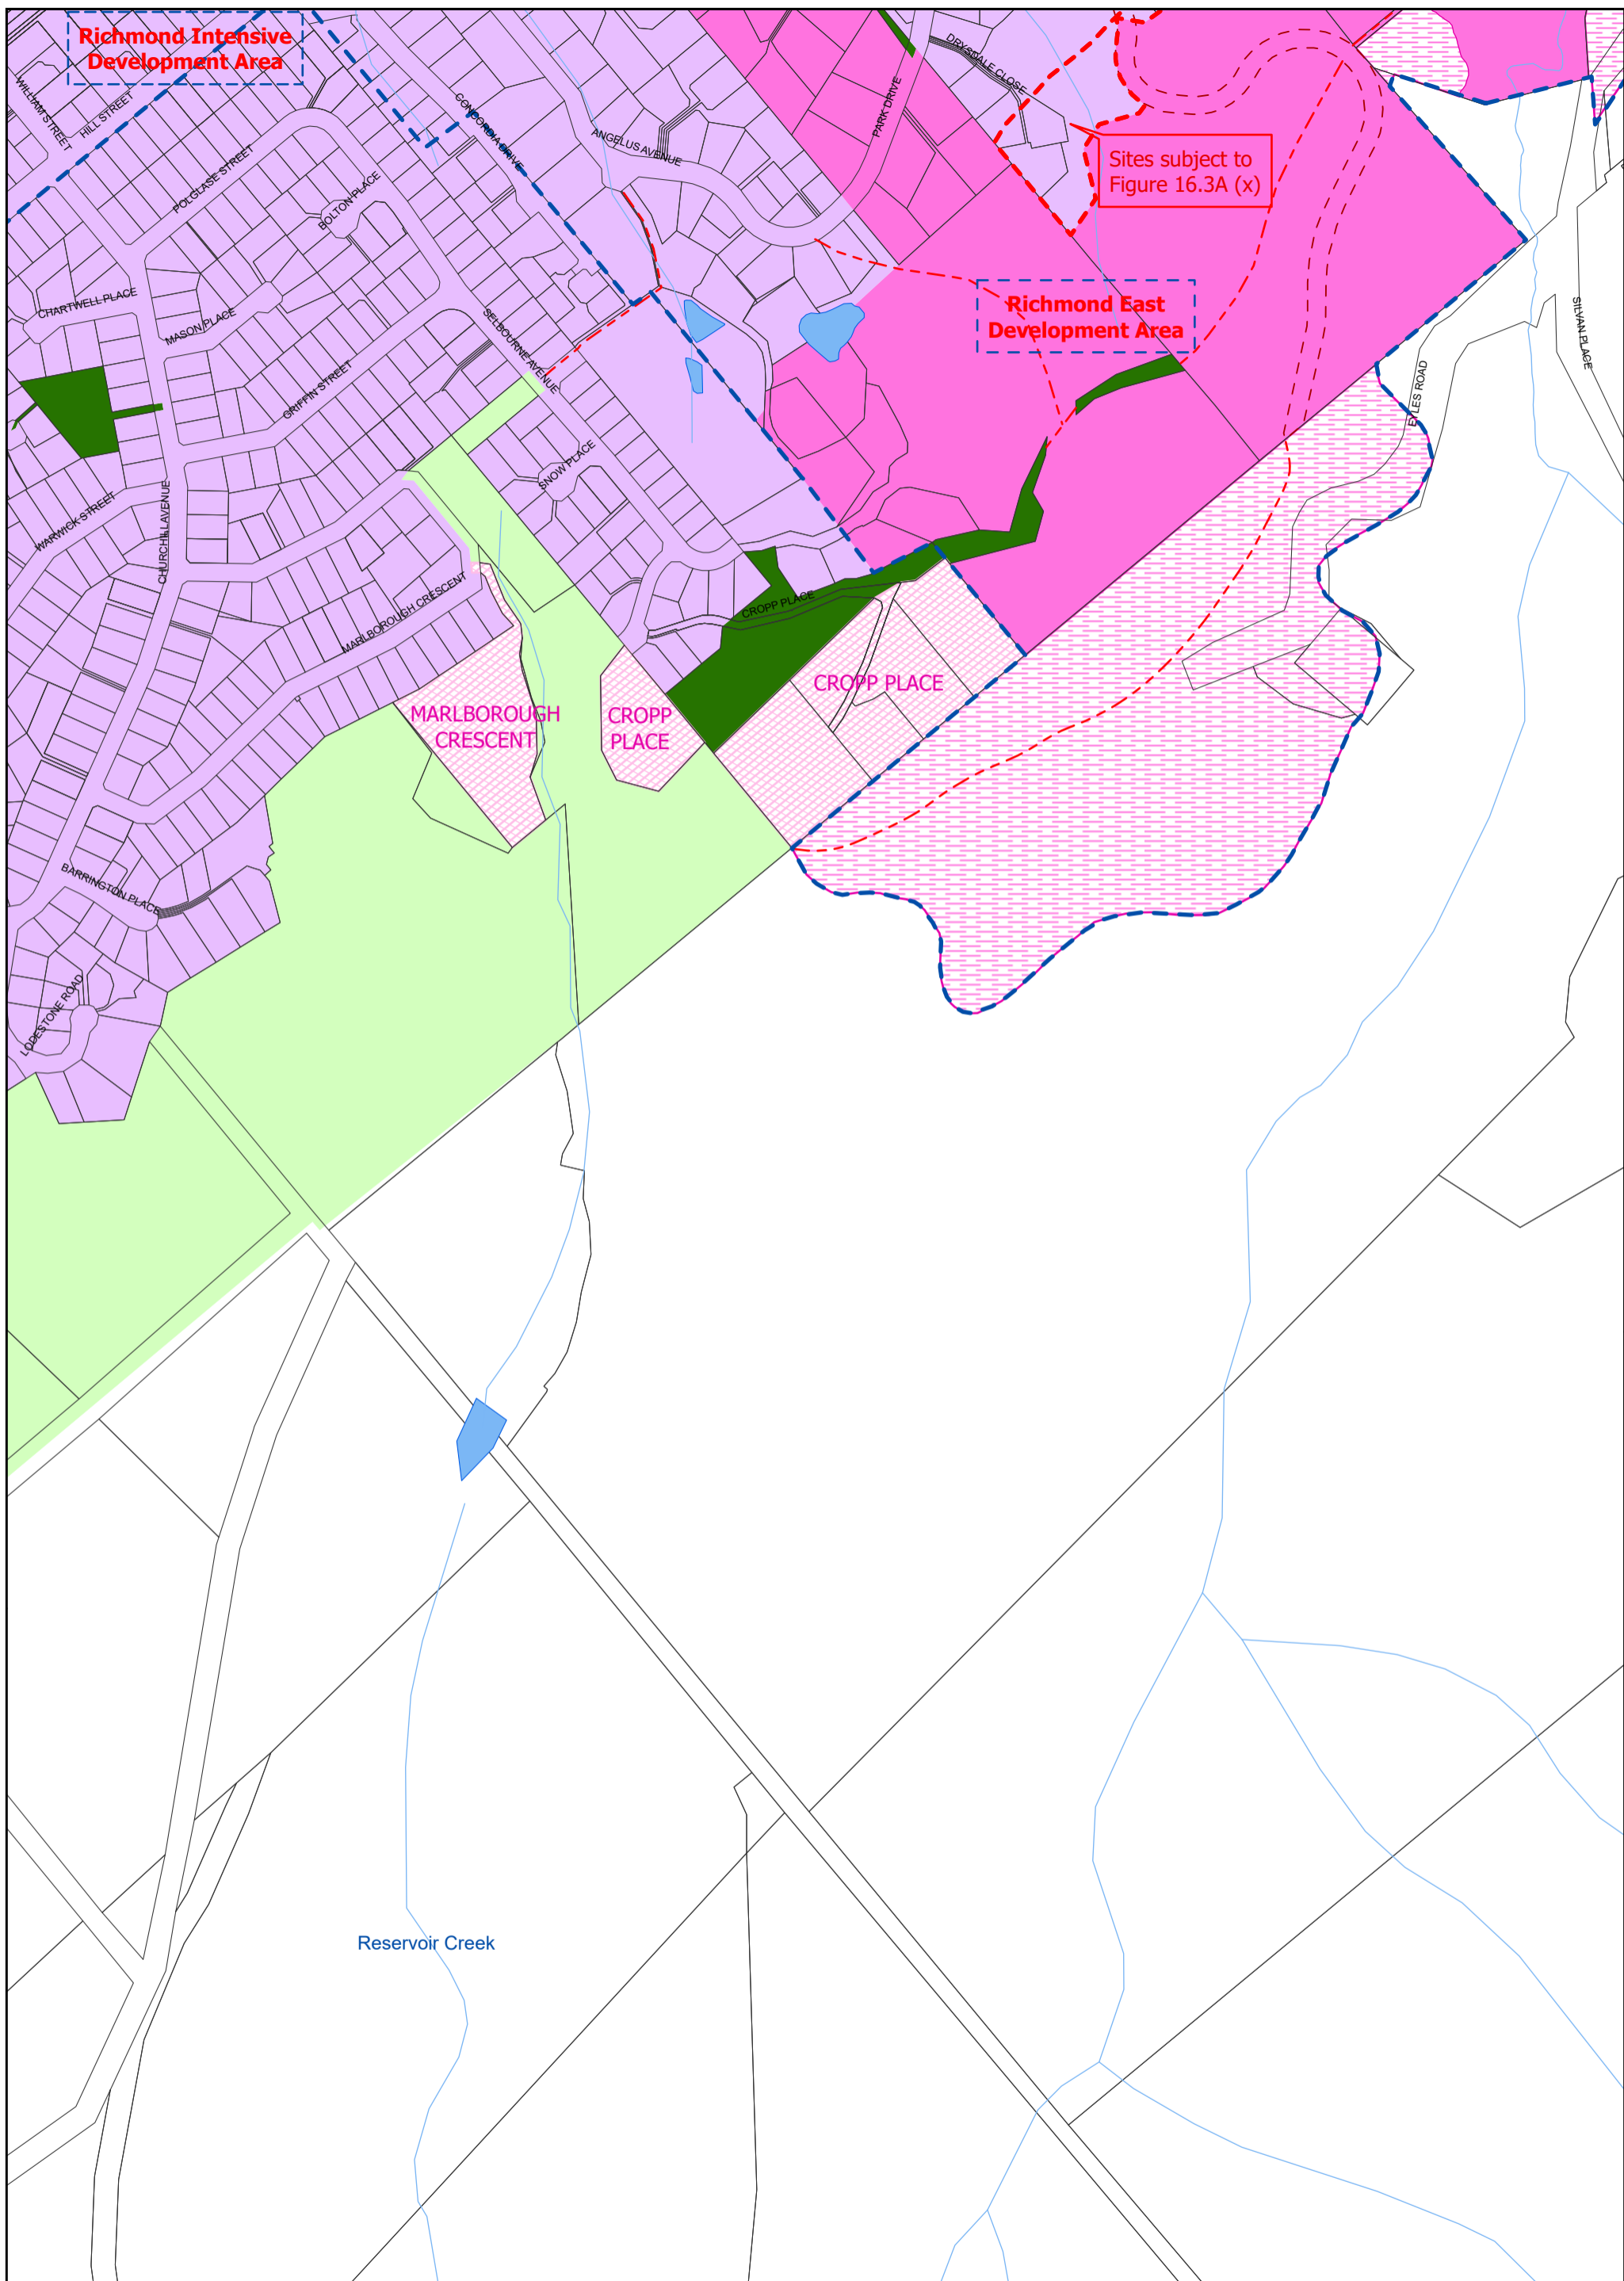 Richmond Intensive
Development Area
WILLIAM STREET
HILL STREET
CONCORDIA DRIVE
ANGELUS AVENUE
PARK DRIVE
DRYSDALE CLOSE
Sites subject to
Figure 16.3A (x)
POLGLASE STREET
BOLTON PLACE
CHARTWELL PLACE
MASON PLACE
SELBOURNE AVENUE
Richmond East
Development Area
SILVAN PLACE
EYLES ROAD
GRIFFIN STREET
SNOW PLACE
WARWICK STREET
CHURCHILL AVENUE
MARLBOROUGH CRESCENT
CROPP PLACE
CROPP PLACE
MARLBOROUGH
CRESCENT
CROPP
PLACE
BARRINGTON PLACE
LODESTONE ROAD
Reservoir Creek